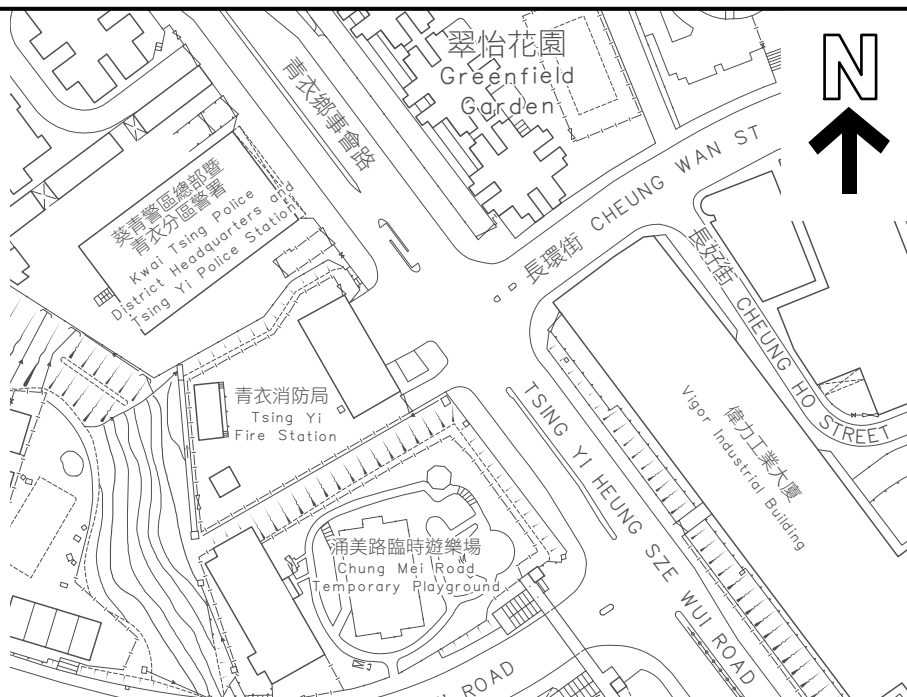 翠怡花園
Greenfield
Garden
N
青衣鄉事會路
長環街 CHEUNG WAN ST
葵青警區總部暨
青衣分區警署
Kwai Tsing Police
District Headquarters and
Tsing Yi Police Station
長好街 CHEUNG HO STREET
青衣消防局
Tsing Yi
Fire Station
TSING YI HEUNG SZE WUI ROAD
偉力工業大廈
Vigor Industrial Building
涌美路臨時遊樂場
Chung Mei Road
Temporary Playground
ROAD